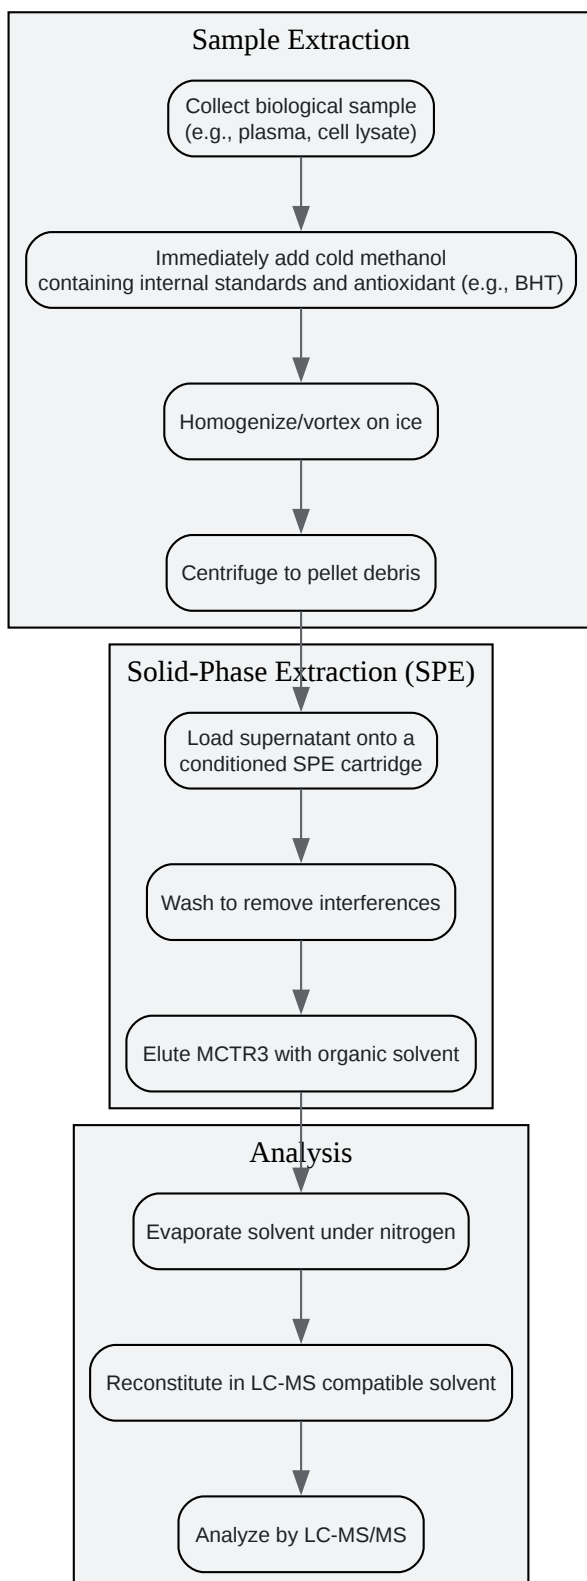 Sample Extraction
Collect biological sample
(e.g., plasma, cell lysate)
Immediately add cold methanol
containing internal standards and antioxidant (e.g., BHT)
Homogenize/vortex on ice
Centrifuge to pellet debris
Solid-Phase Extraction (SPE)
Load supernatant onto a
conditioned SPE cartridge
Wash to remove interferences
Elute MCTR3 with organic solvent
Analysis
Evaporate solvent under nitrogen
Reconstitute in LC-MS compatible solvent
Analyze by LC-MS/MS